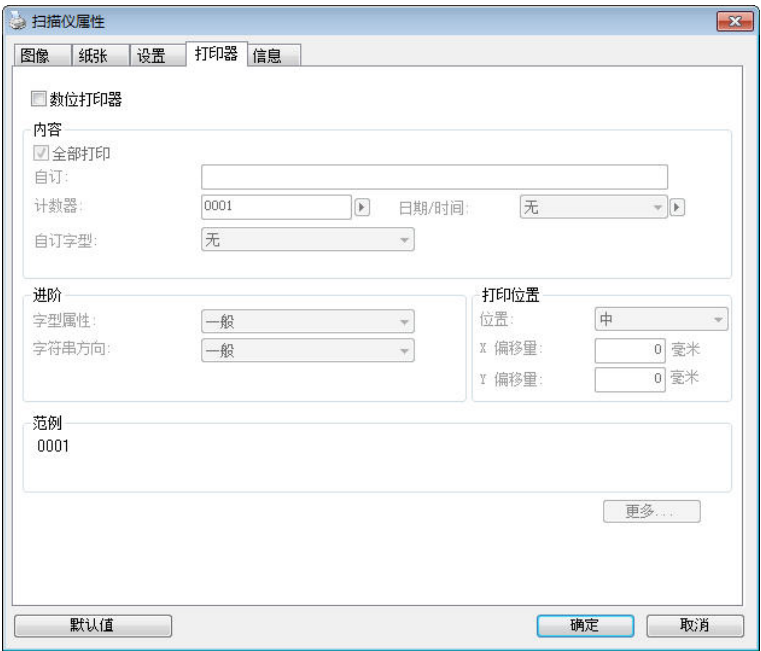 扫描仪属性
图像 纸张 设置 打印器 信息
数位打印器
内容
全部打印
自订:
计数器: 0001 日期/时间: 无
自订字型: 无
进阶
字型属性: 一般
字符串方向: 一般
打印位置
位置: 中
X 偏移量: 0 毫米
Y 偏移量: 0 毫米
范例
0001
更多...
默认值 确定 取消